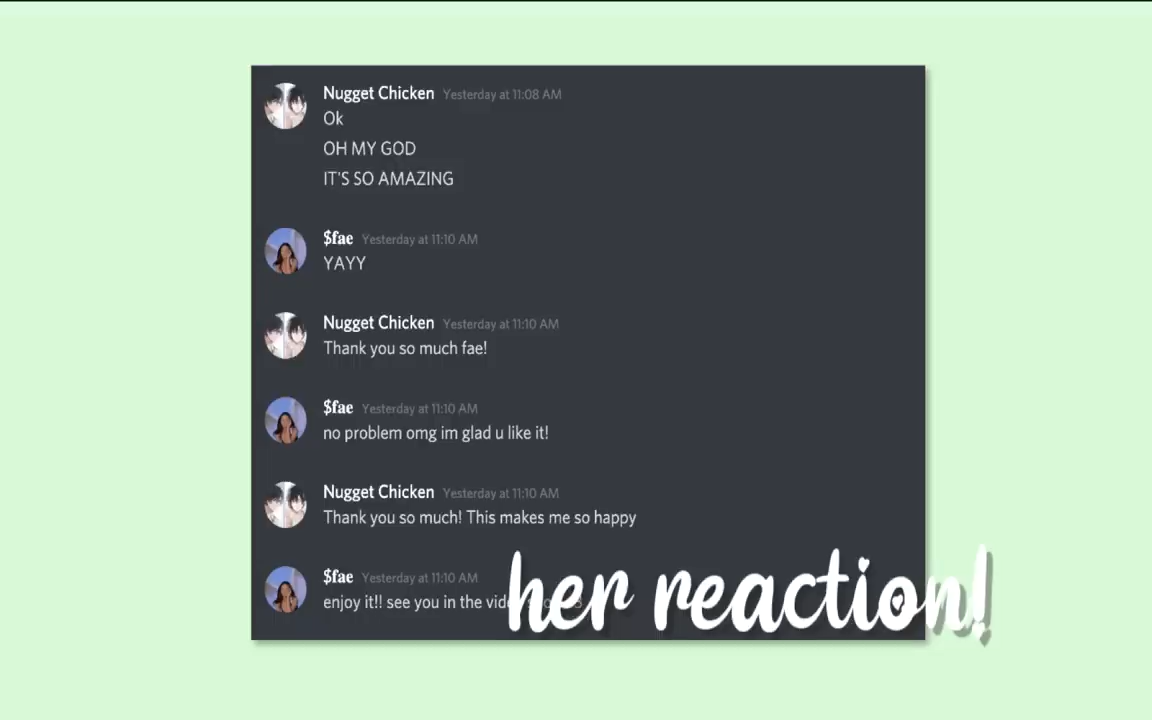 Nugget Chicken Yesterday at 11:08 AM
Ok
OH MY GOD
IT'S SO AMAZING
$fae Yesterday at 11:10 AM
YAYY
Nugget Chicken Yesterday at 11:10 AM
Thank you so much fae!
$fae Yesterday at 11:10 AM
no problem omg im glad u like it!
Nugget Chicken Yesterday at 11:10 AM
Thank you so much! This makes me so happy
$fae Yesterday at 11:10 AM
enjoy it!! see you in the
her reaction!